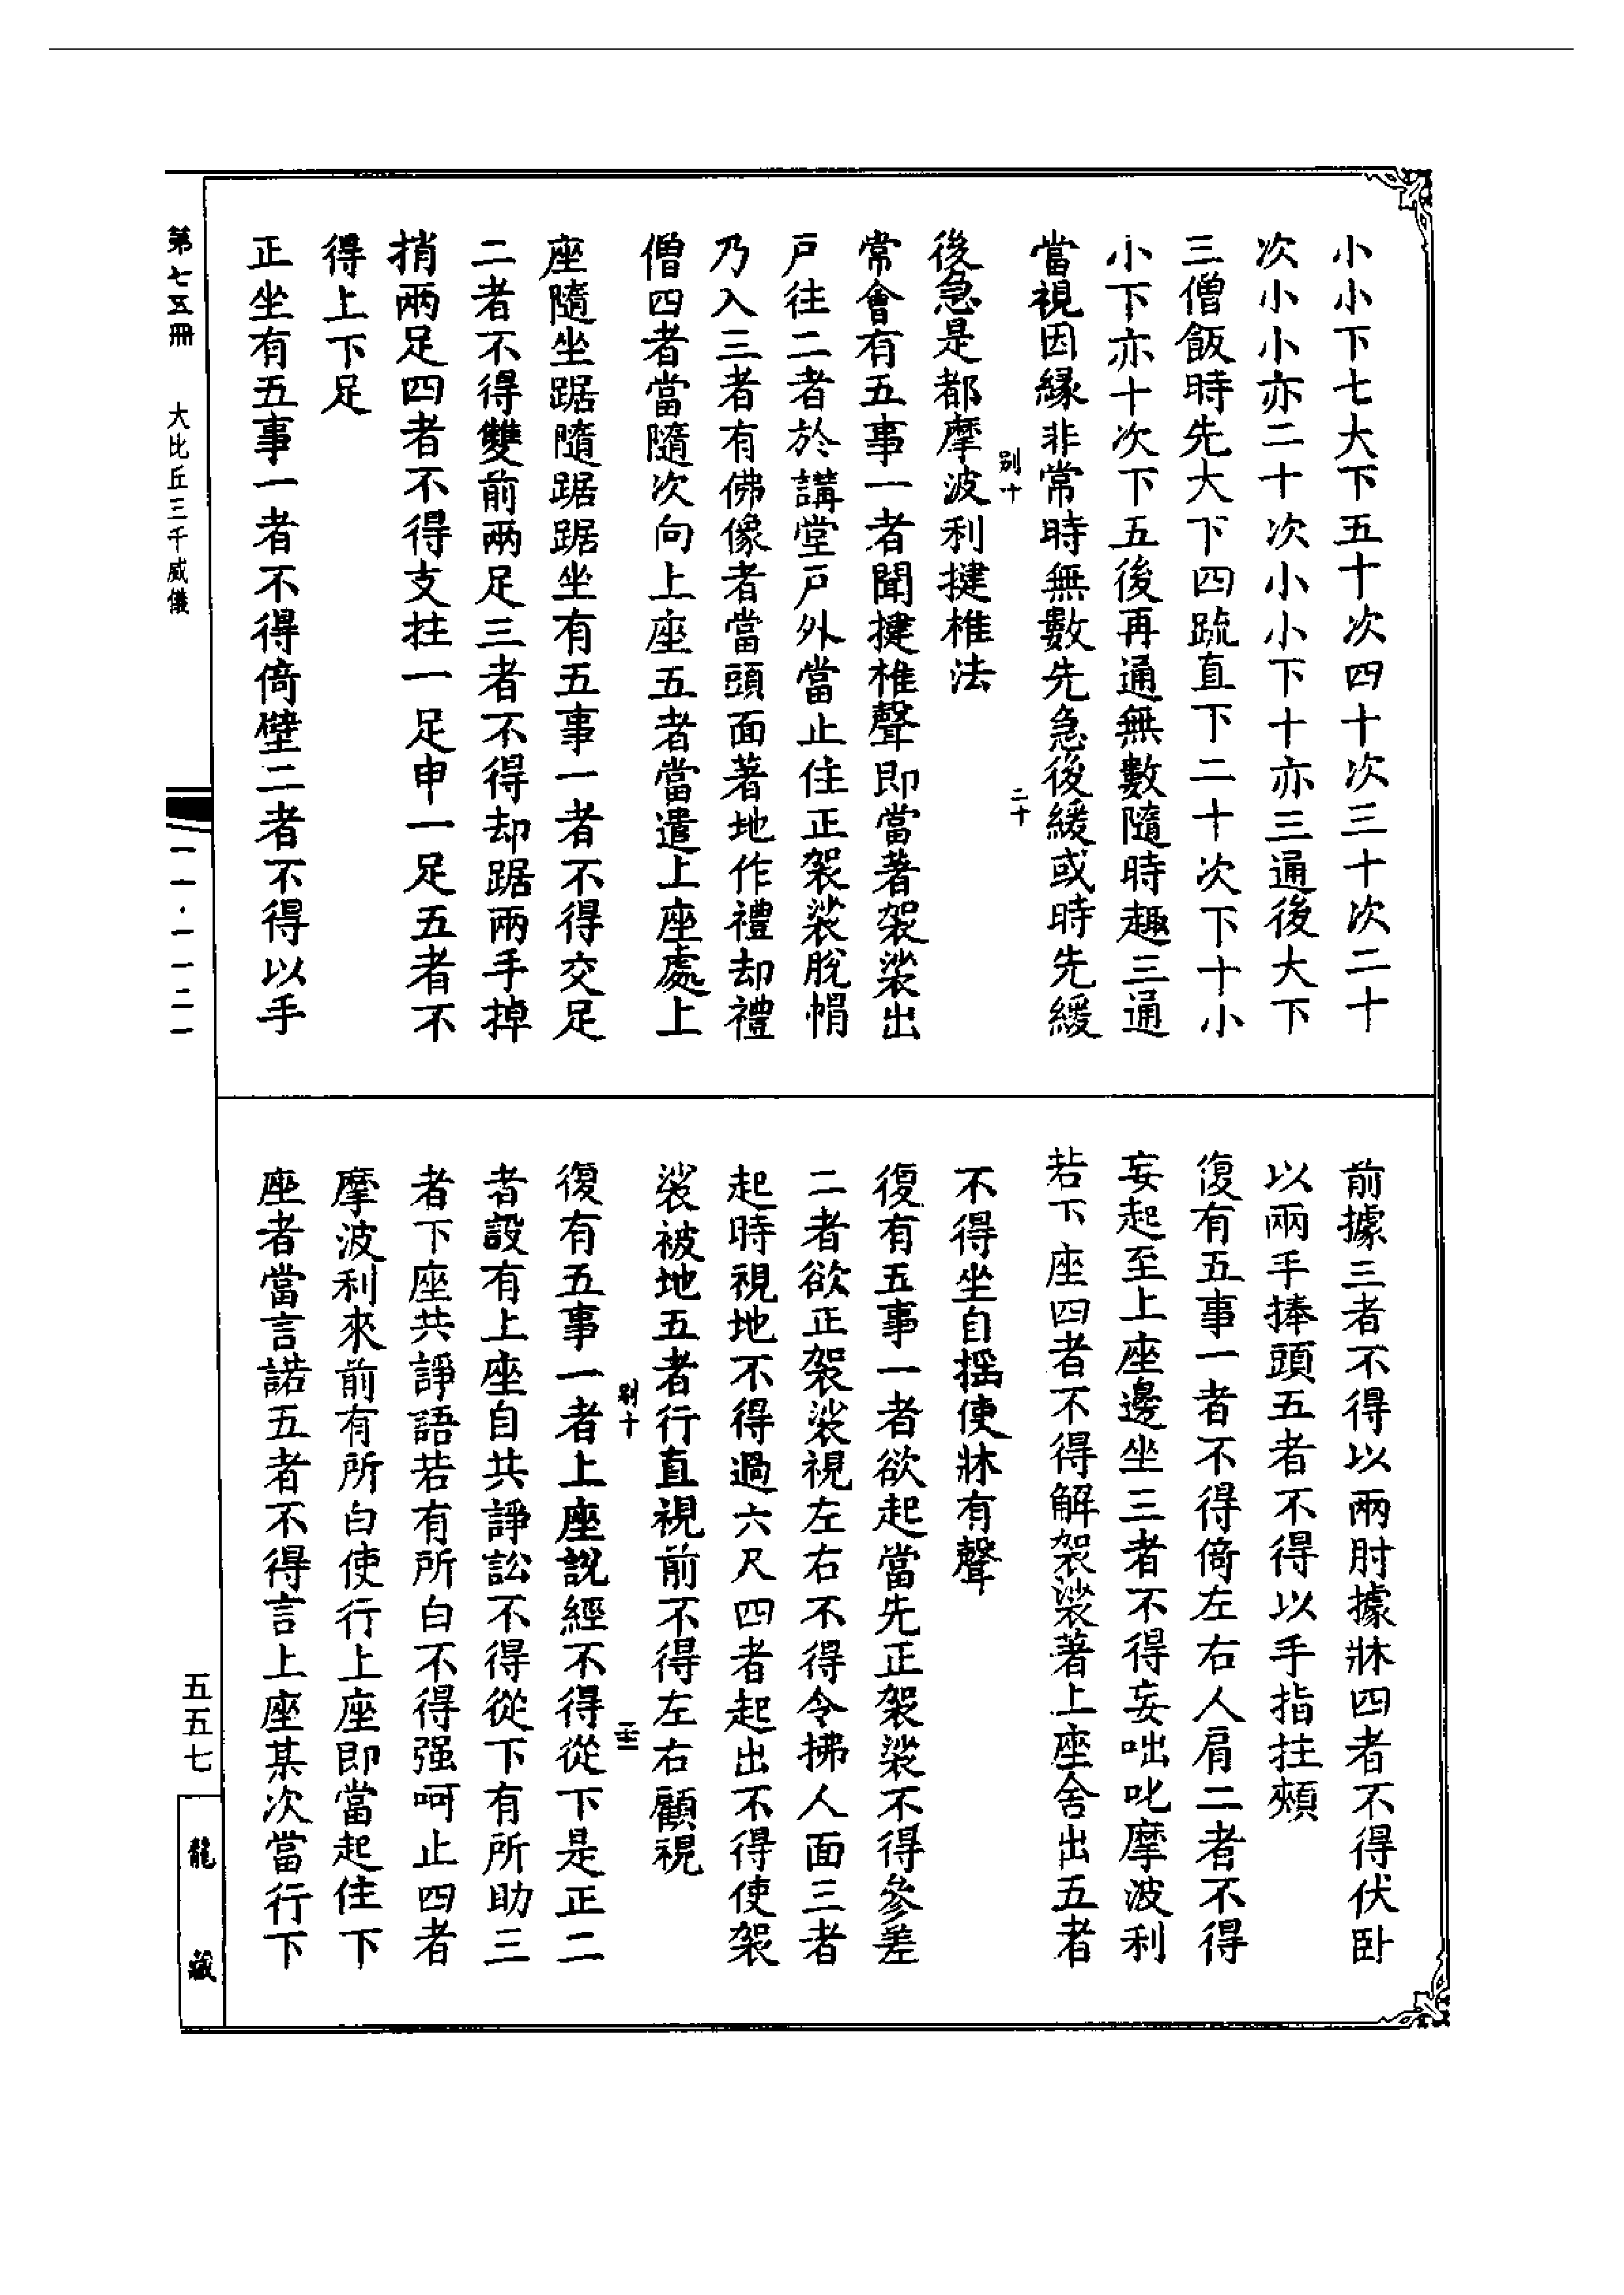 小小下七大下五十次四十次三十次二十
次小小亦二十次小小下十亦三通後大下
三僧飯時先大下四䟽直下二十次下十小
小下亦十次下五後再通無數隨時趣三通
當視因緣非常時無數先急後緩或時先緩
別十
二十
後急是都摩波利揵椎法
常會有五事一者聞揵椎聲即當著袈裟出
戶往二者於講堂戶外當止住正袈裟脫帽
乃入三者有佛像者當頭面著地作禮却禮
僧四者當隨次向上座五者當遣上座處上
座隨坐踞隨踞踞坐有五事一者不得交足
二者不得雙前兩足三者不得却踞兩手掉
捎兩足四者不得支拄一足申一足五者不
得上下足
正坐有五事一者不得倚壁二者不得以手
前據三者不得以兩肘據牀四者不得伏卧
以兩手捧頭五者不得以手指拄頰
復有五事一者不得倚左右人肩二者不得
妄起至上座邊坐三者不得妄咄叱摩波利
若下座四者不得解袈裟著上座舍出五者
不得坐自搖使牀有聲
復有五事一者欲起當先正袈裟不得參差
二者欲正袈裟視左右不得令拂人面三者
起時視地不得過六尺四者起出不得使袈
裟被地五者行直視前不得左右顧視
別十
復有五事一者上座說經不得從下是正二
者設有上座自共諍訟不得從下有所助三
者下座共諍語若有所白不得强呵止四者
摩波利來前有所白使行上座即當起住下
座者當言諾五者不得言上座某次當行下
第七五冊
大比丘三千威儀
五五七
龍藏